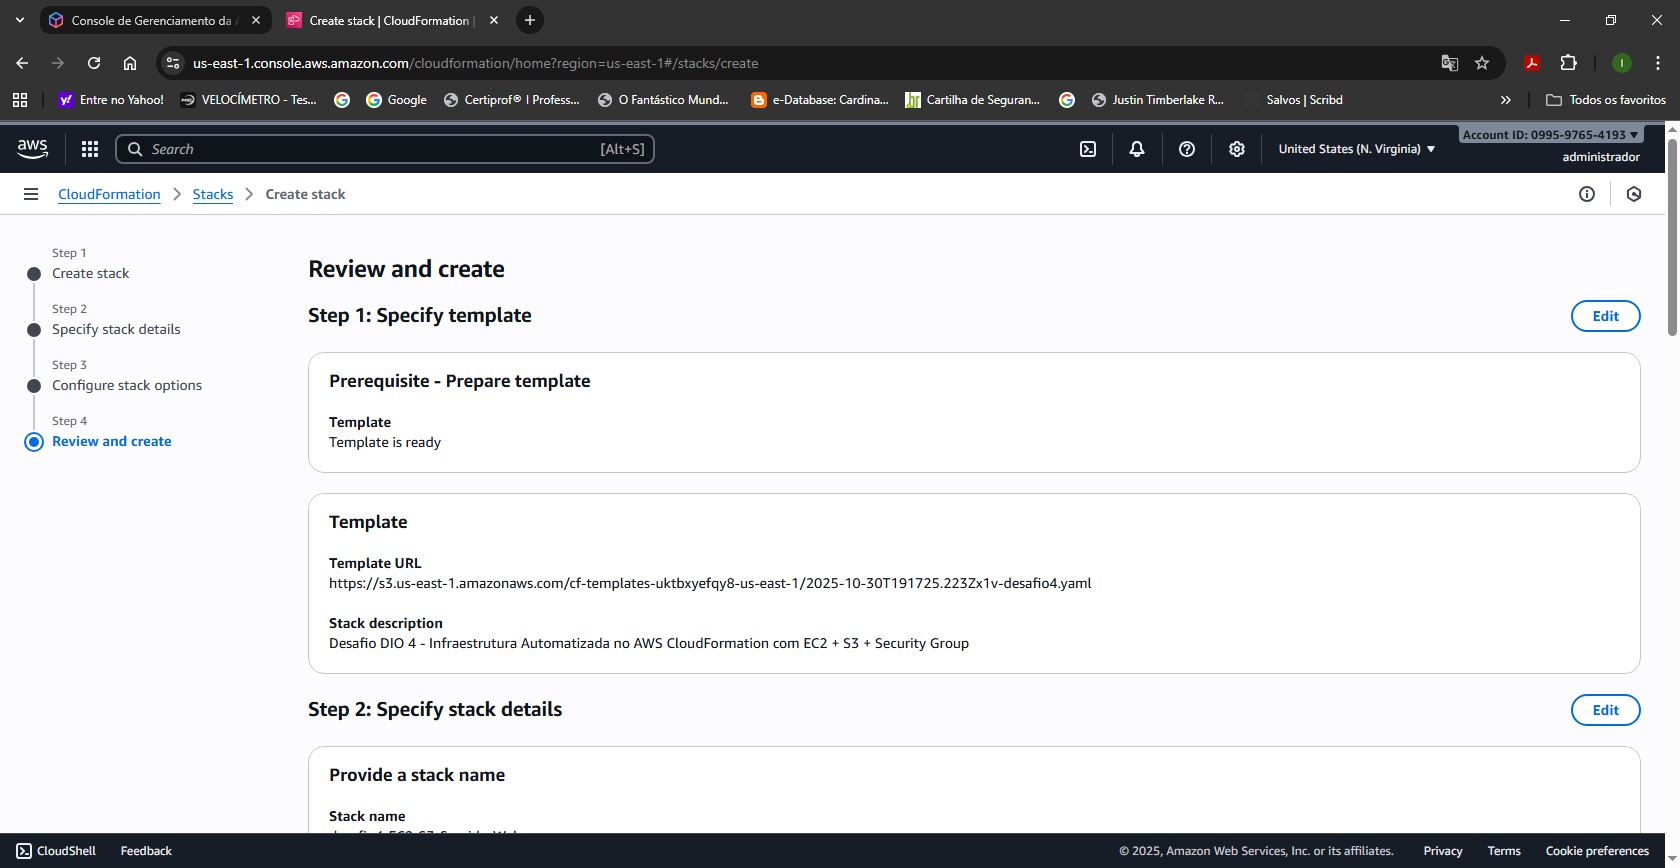 Console de Gerenciamento da
Create stack | CloudFormation |
us-east-1.console.aws.amazon.com/cloudformation/home?region=us-east-1#/stacks/create
Entre no Yahoo!
VELOCÍMETRO - Tes...
Google
Certiprof® | Profess...
O Fantástico Mund...
e-Database: Cardina...
Cartilha de Seguran...
Justin Timberlake R...
Salvos | Scribd
»
Todos os favoritos
aws
Search
[Alt+S]
United States (N. Virginia)
Account ID: 0995-9765-4193
administrador
CloudFormation
Stacks
Create stack
Step 1
Create stack
Step 2
Specify stack details
Step 3
Configure stack options
Step 4
Review and create
Review and create
Step 1: Specify template
Edit
Prerequisite - Prepare template
Template
Template is ready
Template
Template URL
https://s3.us-east-1.amazonaws.com/cf-templates-uktbxyefqy8-us-east-1/2025-10-30T191725.223Zx1v-desafio4.yaml
Stack description
Desafio DIO 4 - Infraestrutura Automatizada no AWS CloudFormation com EC2 + S3 + Security Group
Step 2: Specify stack details
Edit
Provide a stack name
Stack name
CloudShell
Feedback
© 2025, Amazon Web Services, Inc. or its affiliates.
Privacy
Terms
Cookie preferences